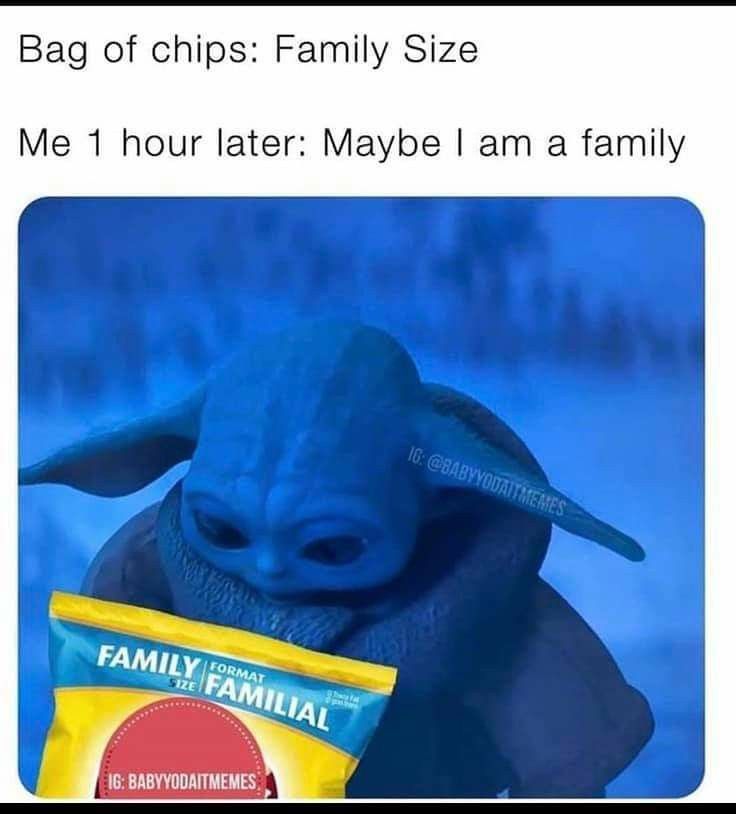 Bag of chips: Family Size
Me 1 hour later: Maybe I am a family
IG: @BABYYODAITMEMES
FAMILY FORMAT
SIZE FAMILIAL
IG: BABYYODAITMEMES